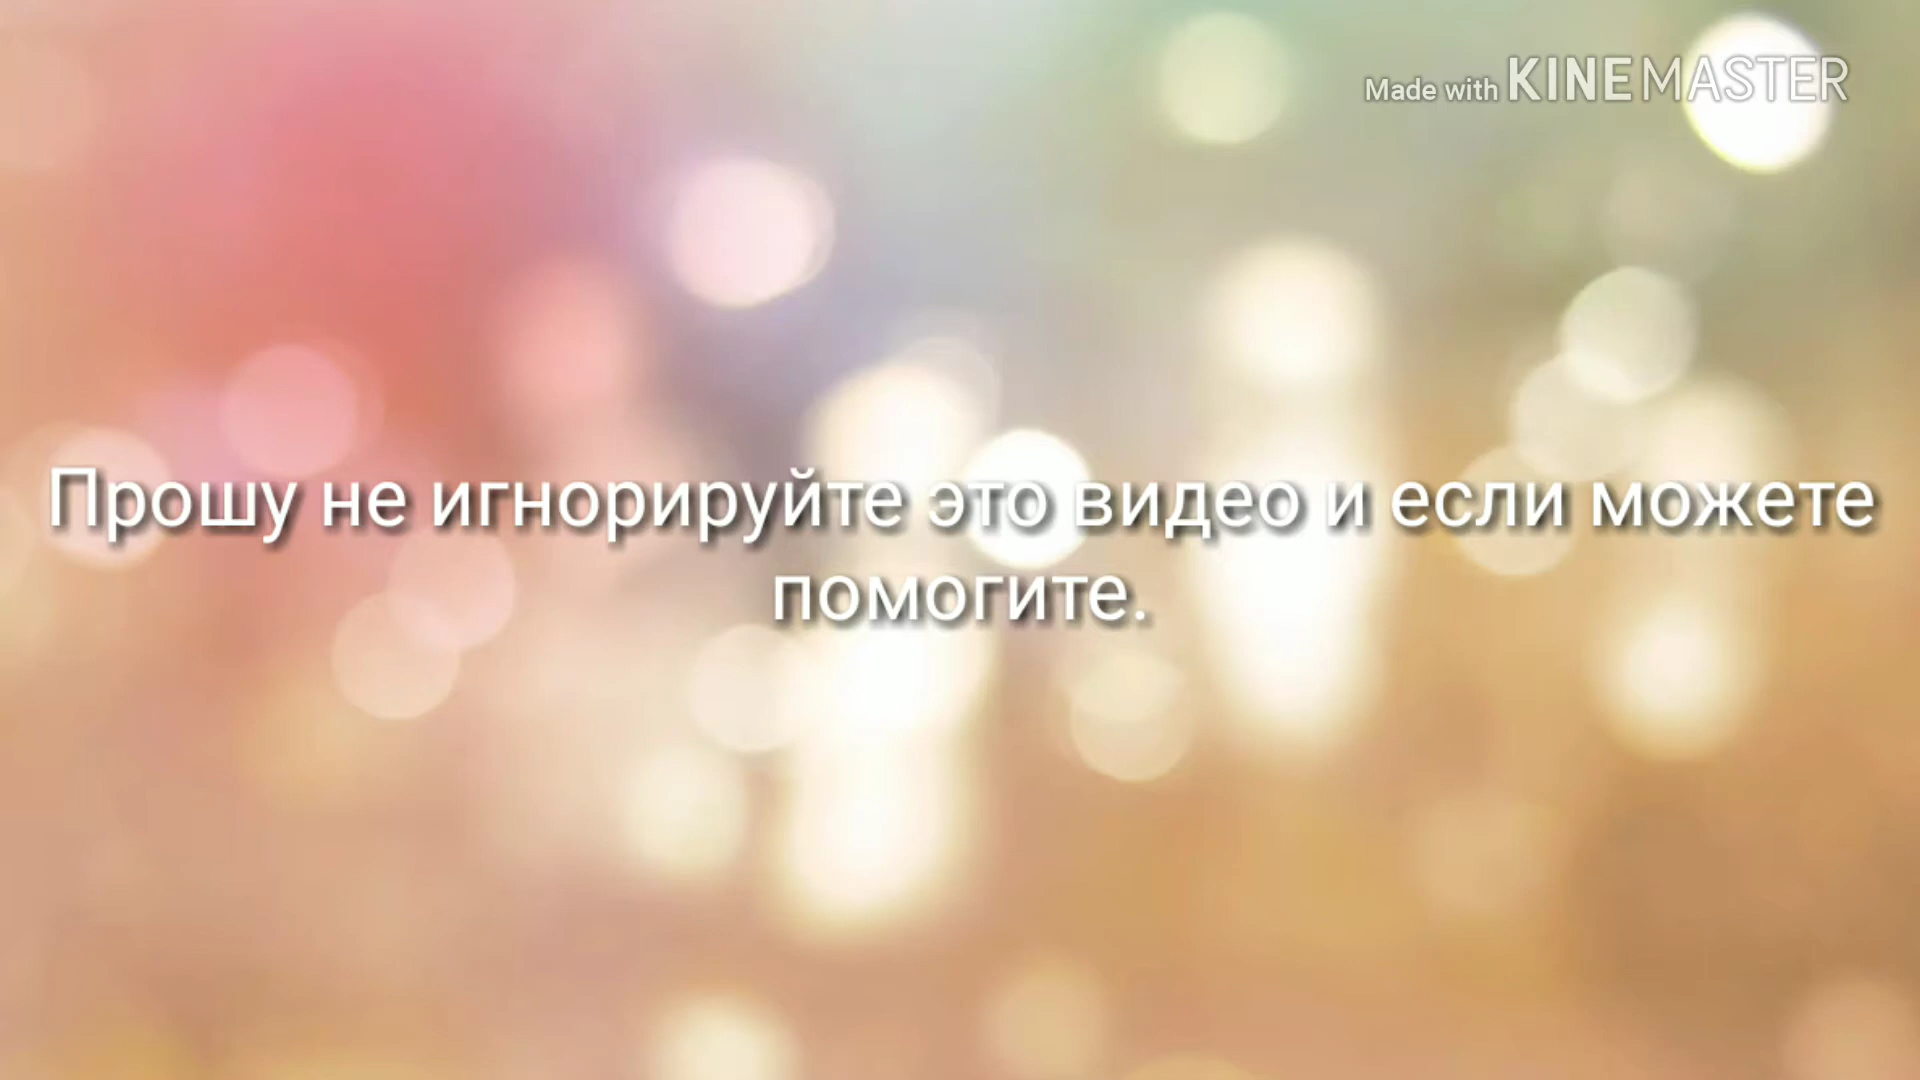 Made with KINEMASTER
Прошу не игнорируйте это видео и если можете
помогите.